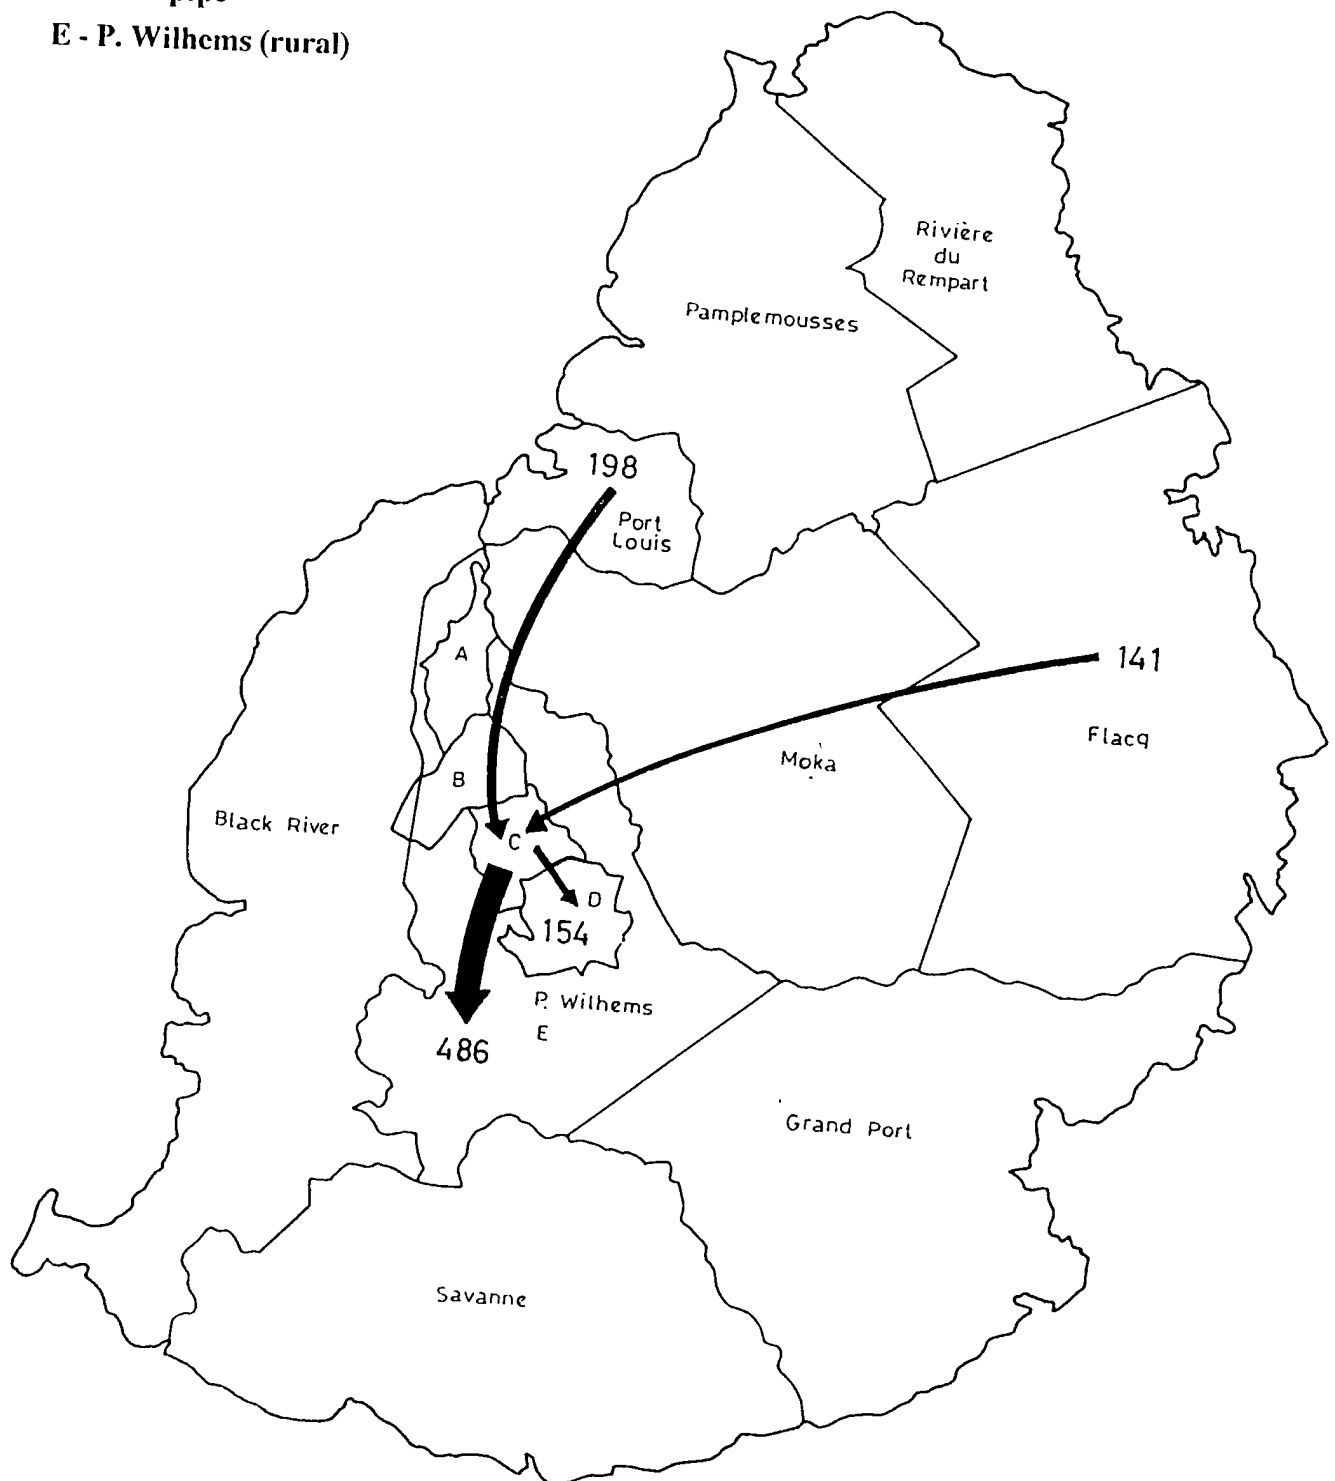 E - P. Wilhems (rural)
Rivière
du
Rempart
Pamplemousses
198
Port
Louis
A
141
Flacq
Moka
B
Black River
C
D
154
P. Wilhems
E
486
Grand Port
Savanne